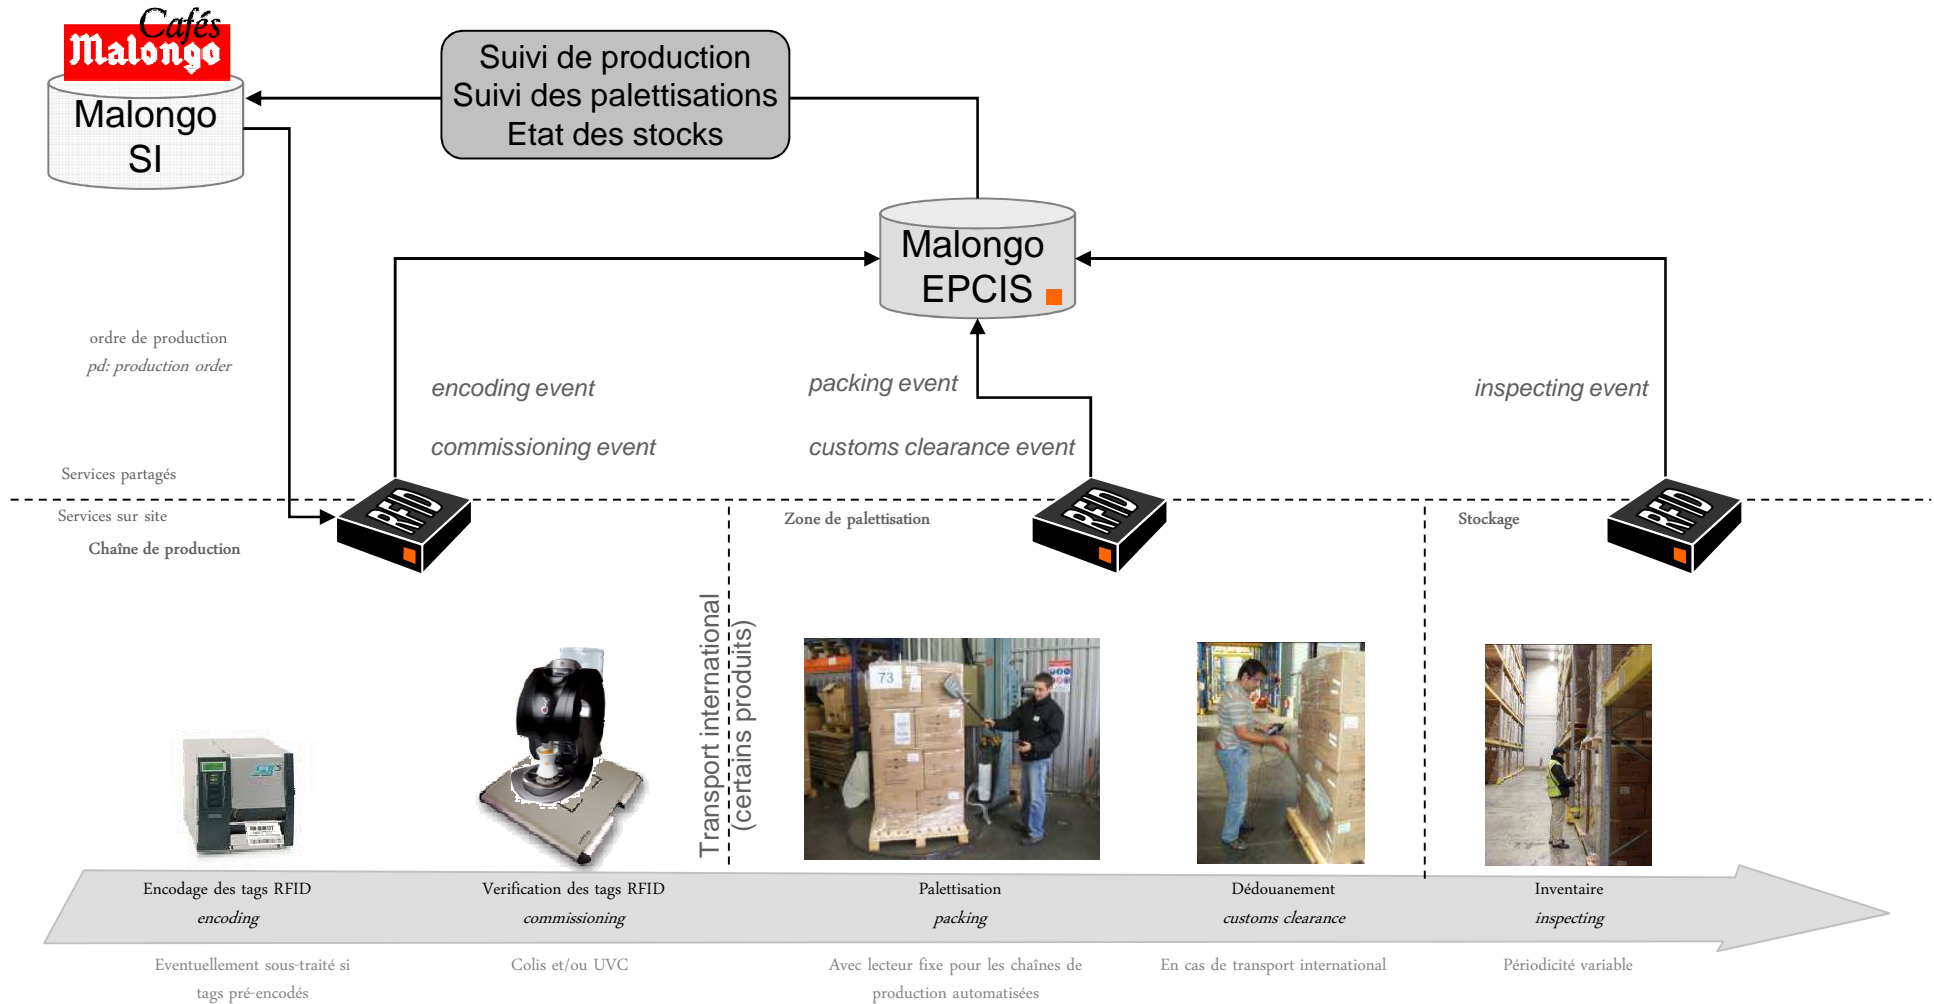 Cafés
Malongo
Malongo
SI
Suivi de production
Suivi des palettisations
Etat des stocks
Malongo
EPCIS
ordre de production
pd: production order
encoding event
commissioning event
packing event
customs clearance event
inspecting event
Services partagés
Services sur site
Chaîne de production
RFID
Zone de palettisation
RFID
Stockage
RFID
Transport international
(certains produits)
73
Encodage des tags RFID
encoding
Verification des tags RFID
commissioning
Palettisation
packing
Dédouanement
customs clearance
Inventaire
inspecting
Eventuellement sous-traité si
tags pré-encodés
Colis et/ou UVC
Avec lecteur fixe pour les chaînes de
production automatisées
En cas de transport international
Périodicité variable